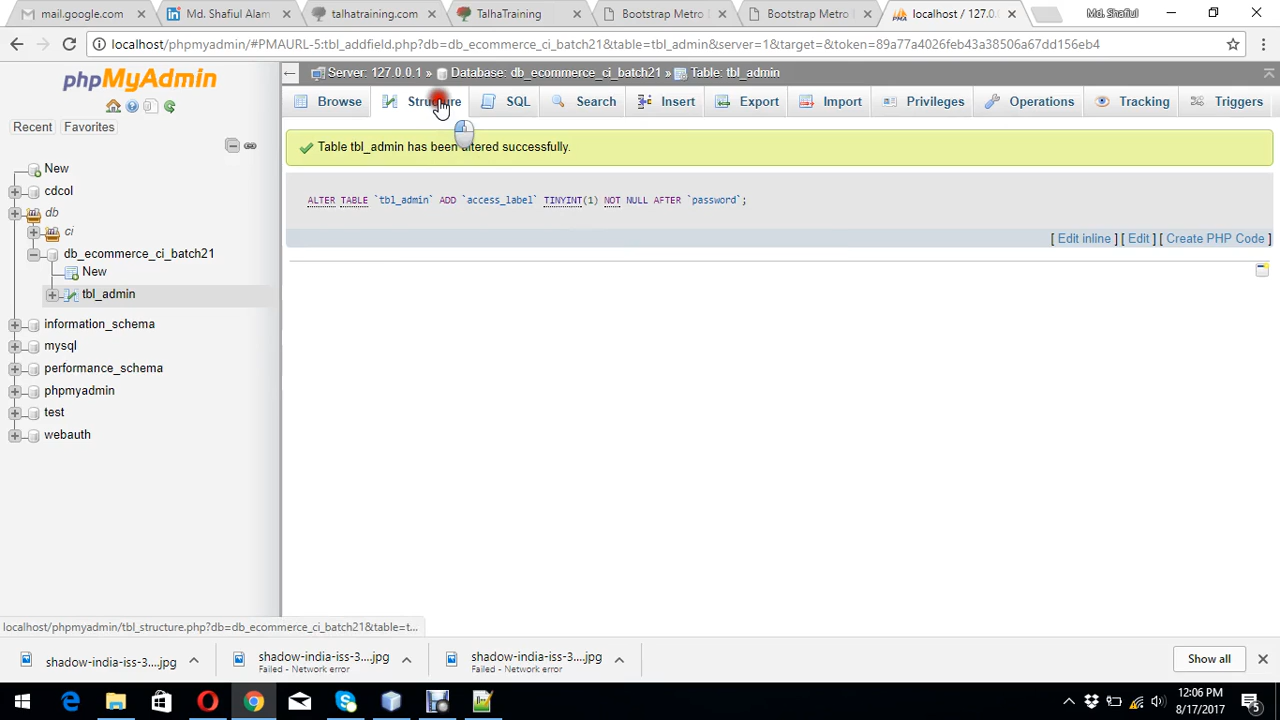 mail.google.com
Md. Shafiul Alam
talhatraining.com
TalhaTraining
Bootstrap Metro
Bootstrap Metro
localhost / 127.0.
Md. Shafiul
localhost/phpmyadmin/#PMAURL-5:tbl_addfield.php?db=db_ecommerce_ci_batch21&table=tbl_admin&server=1&target=&token=89a77a4026feb43a38506d67dd156eb4
phpMyAdmin
Recent
Favorites
New
cdcol
db
ci
db_ecommerce_ci_batch21
New
tbl_admin
information_schema
mysql
performance_schema
phpmyadmin
test
webauth
Server: 127.0.0.1 » Database: db_ecommerce_ci_batch21 » Table: tbl_admin
Browse
Structure
SQL
Search
Insert
Export
Import
Privileges
Operations
Tracking
Triggers
Table tbl_admin has been altered successfully.
ALTER TABLE `tbl_admin` ADD `access_label` TINYINT(1) NOT NULL AFTER `password`;
[ Edit inline ] [ Edit ] [ Create PHP Code ]
localhost/phpmyadmin/tbl_structure.php?db=db_ecommerce_ci_batch21&table=t...
shadow-india-iss-3....jpg
shadow-india-iss-3....jpg
Failed - Network error
shadow-india-iss-3....jpg
Failed - Network error
Show all
12:06 PM
8/17/2017
5